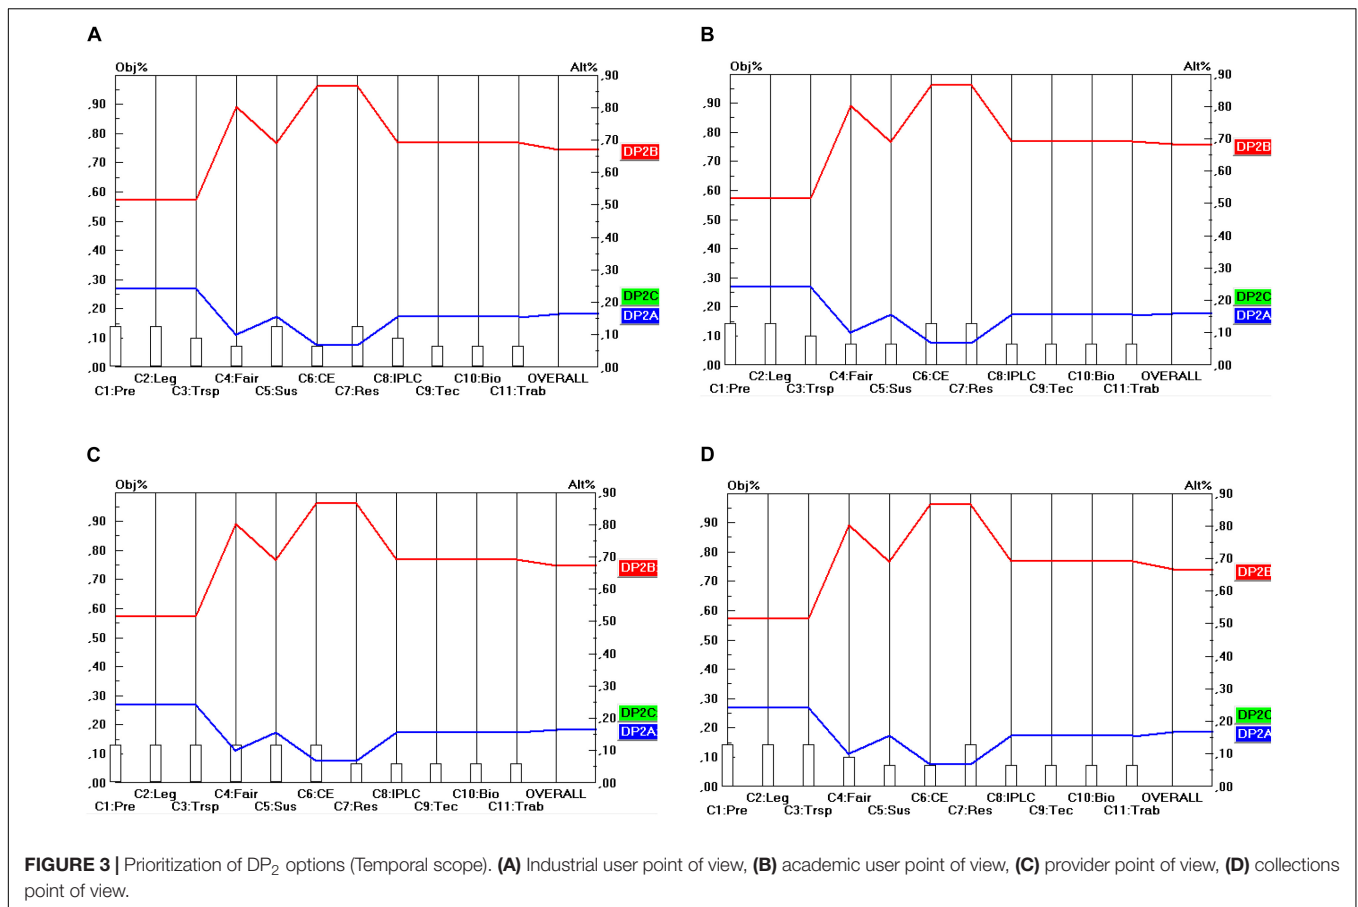 A
Obj% Alt%
,90
,90 ,80
,80 ,70
DP2B
,70 ,60
,60 ,50
,50 ,40
,40 ,30
,30
DP2C
,20 ,20
DP2A
,10 ,10
,00 ,00
C2:Leg C4:Fair C6:CE C8:IPLC C10:Bio OVERALL
C1:Pre C3:Trsp C5:Sus C7:Res C9:Tec C11:Trab
B
Obj% Alt%
,90
,90 ,80
,80 ,70
DP2B
,70 ,60
,60 ,50
,50 ,40
,40 ,30
,30
DP2C
,20 ,20
DP2A
,10 ,10
,00 ,00
C2:Leg C4:Fair C6:CE C8:IPLC C10:Bio OVERALL
C1:Pre C3:Trsp C5:Sus C7:Res C9:Tec C11:Trab
C
Obj% Alt%
,90
,90 ,80
,80 ,70
DP2B
,70 ,60
,60 ,50
,50 ,40
,40 ,30
,30
DP2C
,20 ,20
DP2A
,10 ,10
,00 ,00
C2:Leg C4:Fair C6:CE C8:IPLC C10:Bio OVERALL
C1:Pre C3:Trsp C5:Sus C7:Res C9:Tec C11:Trab
D
Obj% Alt%
,90
,90 ,80
,80 ,70
DP2B
,70 ,60
,60 ,50
,50 ,40
,40 ,30
,30
DP2C
,20 ,20
DP2A
,10 ,10
,00 ,00
C2:Leg C4:Fair C6:CE C8:IPLC C10:Bio OVERALL
C1:Pre C3:Trsp C5:Sus C7:Res C9:Tec C11:Trab
FIGURE 3 | Prioritization of DP₂ options (Temporal scope). (A) Industrial user point of view, (B) academic user point of view, (C) provider point of view, (D) collections
point of view.